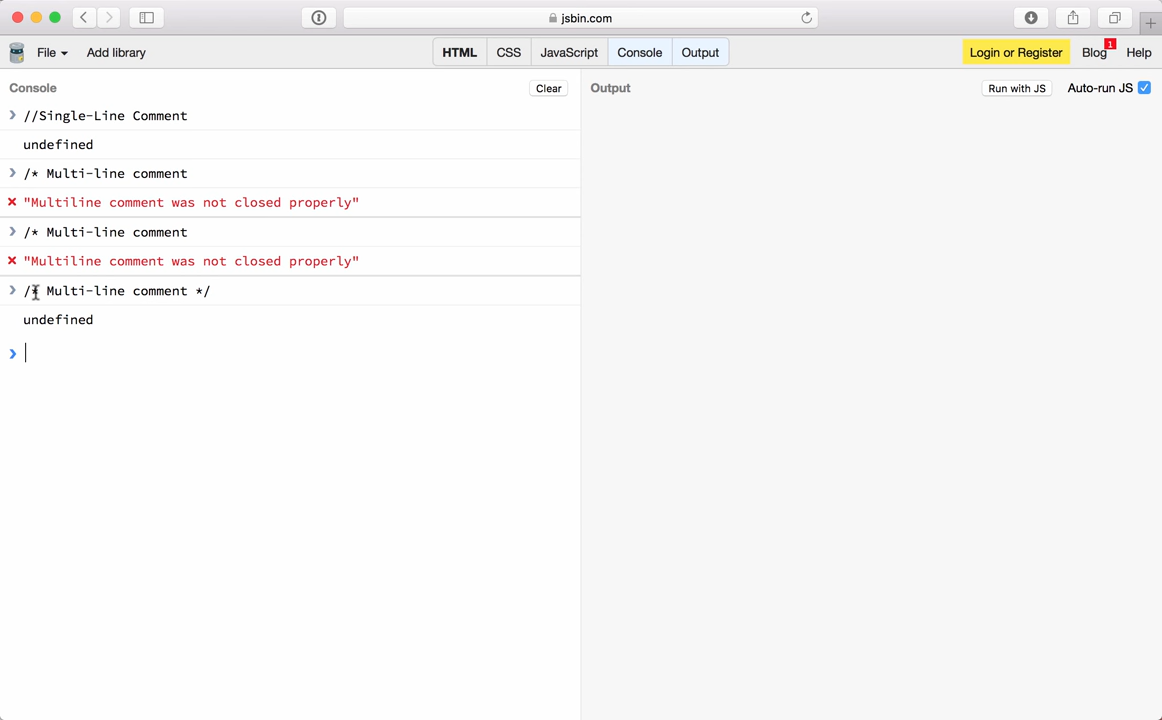 jsbin.com
File Add library HTML CSS JavaScript Console Output Login or Register Blog 1 Help
Console Clear Output Run with JS Auto-run JS
//Single-Line Comment
undefined
/* Multi-line comment
"Multiline comment was not closed properly"
/* Multi-line comment
"Multiline comment was not closed properly"
/* Multi-line comment */
undefined